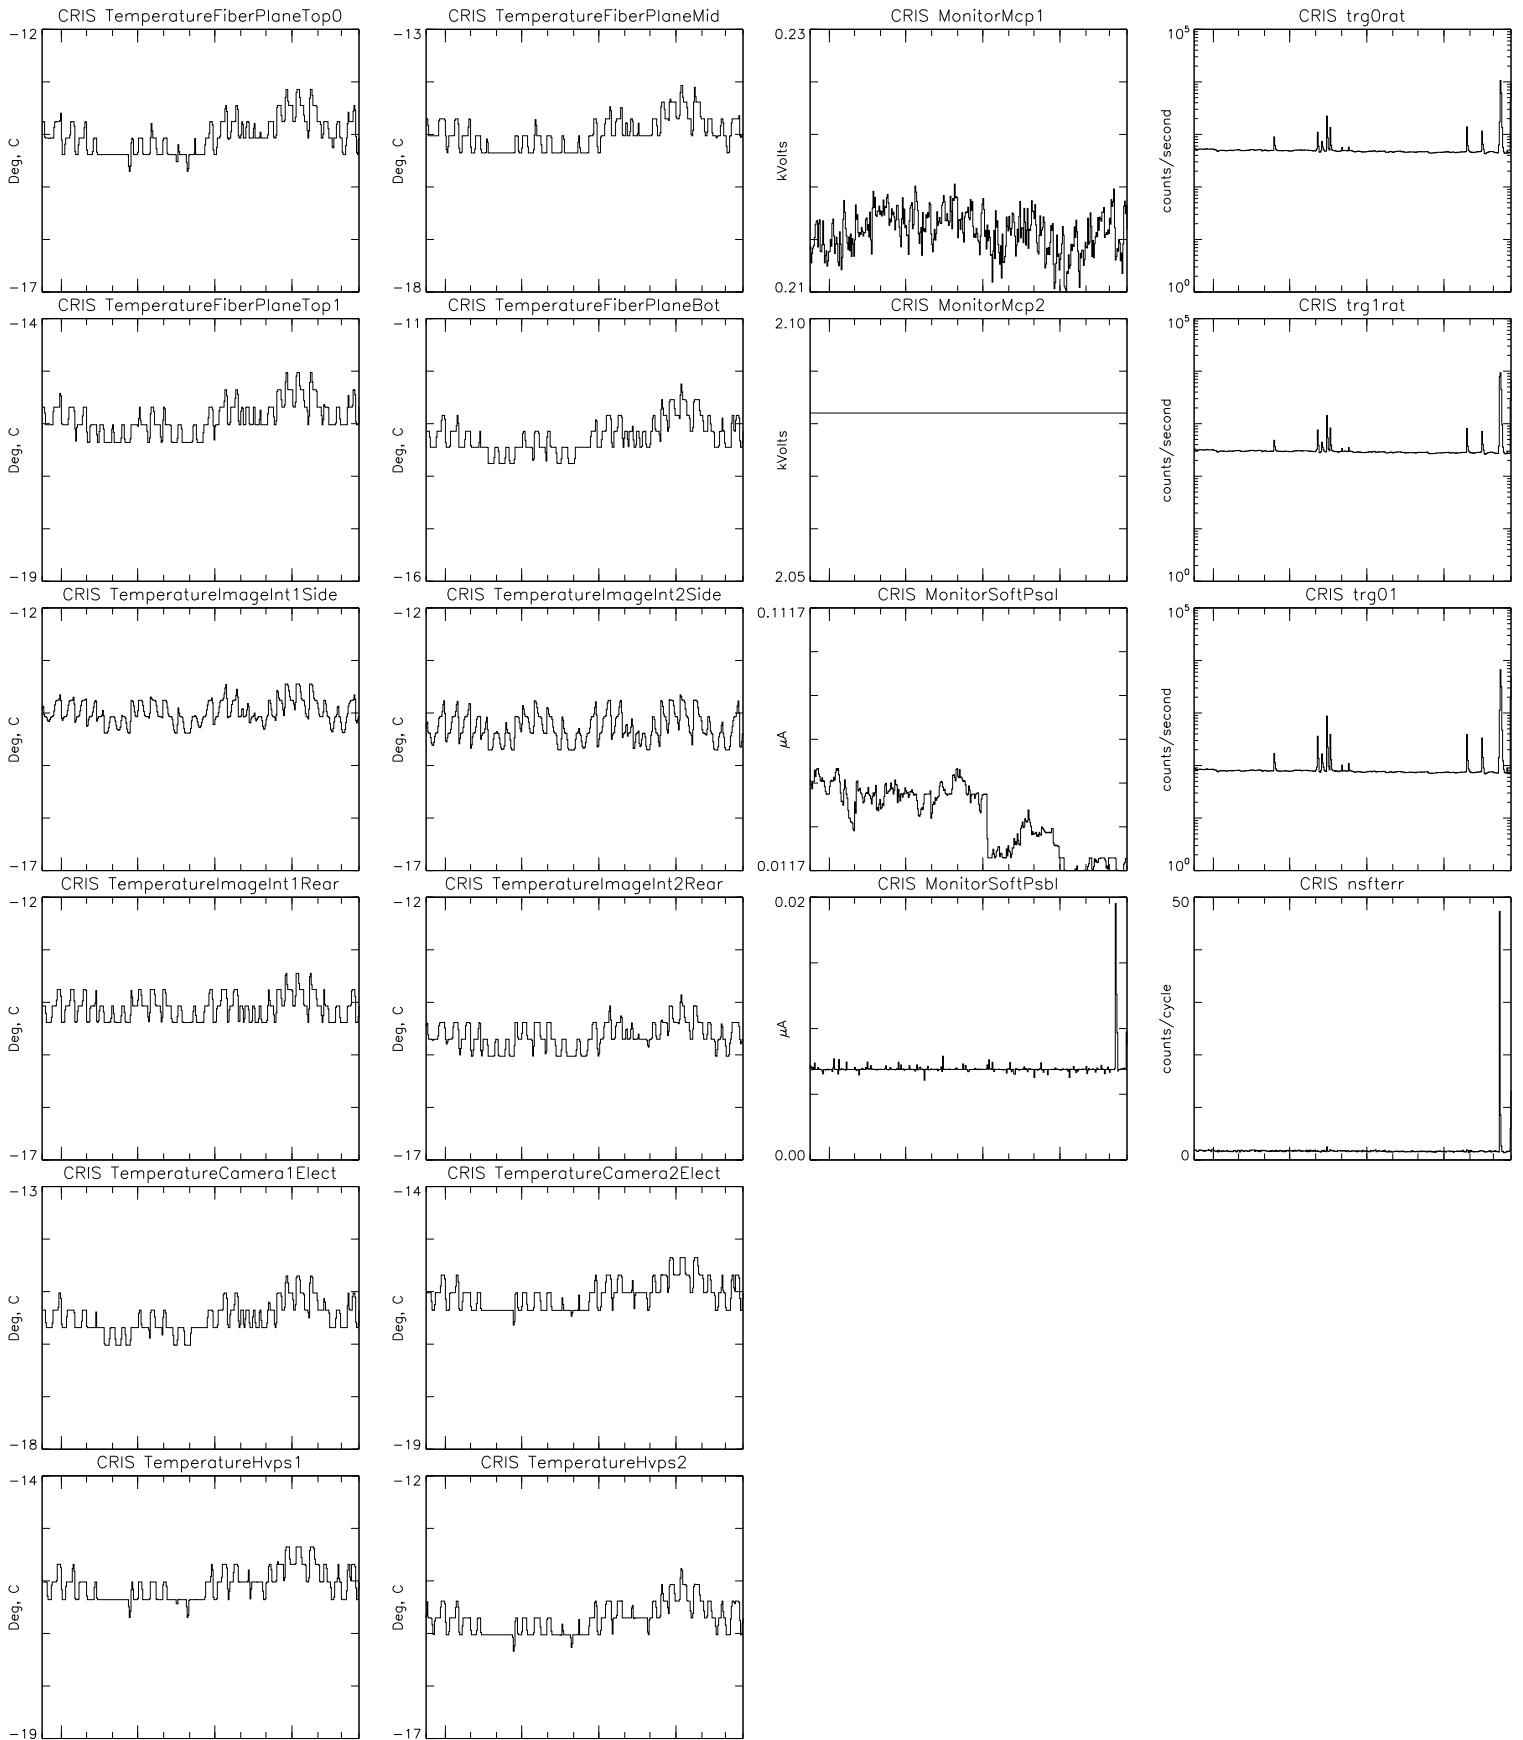 CRIS TemperatureFiberPlaneTop0
-12
Deg. C
-17
CRIS TemperatureFiberPlaneMid
-13
Deg. C
-18
CRIS MonitorMcp1
0.23
kVolts
0.21
CRIS trg0rat
10^5
counts/second
10^0
CRIS TemperatureFiberPlaneTop1
-14
Deg. C
-19
CRIS TemperatureFiberPlaneBot
-11
Deg. C
-16
CRIS MonitorMcp2
2.10
kVolts
2.05
CRIS trg1rat
10^5
counts/second
10^0
CRIS TemperatureImageInt1Side
-12
Deg. C
-17
CRIS TemperatureImageInt2Side
-12
Deg. C
-17
CRIS MonitorSoftPsaI
0.1117
μA
0.0117
CRIS trg01
10^5
counts/second
10^0
CRIS TemperatureImageInt1Rear
-12
Deg. C
-17
CRIS TemperatureImageInt2Rear
-12
Deg. C
-17
CRIS MonitorSoftPsbI
0.02
μA
0.00
CRIS nsfterr
50
counts/cycle
0
CRIS TemperatureCamera1Elect
-13
Deg. C
-18
CRIS TemperatureCamera2Elect
-14
Deg. C
-19
CRIS TemperatureHvps1
-14
Deg. C
-19
CRIS TemperatureHvps2
-12
Deg. C
-17